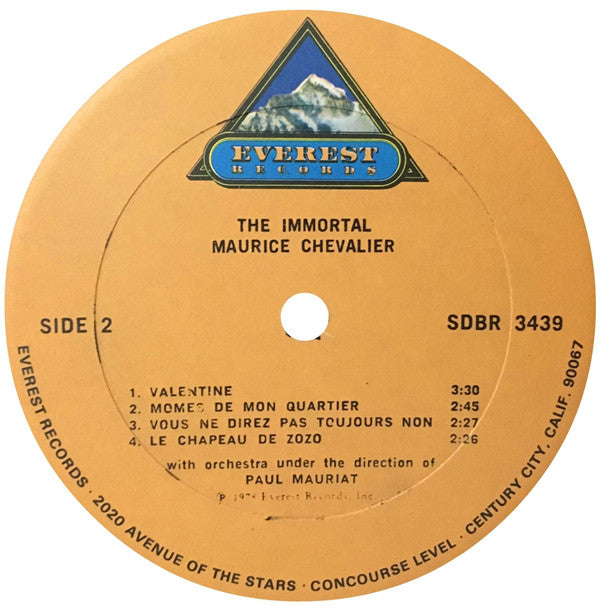 EVEREST
RECORDS
THE IMMORTAL
MAURICE CHEVALIER
SIDE 2
SDBR 3439
1. VALENTINE 3:30
2. MOMES DE MON QUARTIER 2:45
3. VOUS NE DIREZ PAS TOUJOURS NON 2:27
4. LE CHAPEAU DE ZOZO 2:26
with orchestra under the direction of
PAUL MAURIAT
℗ Everest Records, Inc.
EVEREST RECORDS · 2020 AVENUE OF THE STARS · CONCOURSE LEVEL · CENTURY CITY, CALIF. 90067